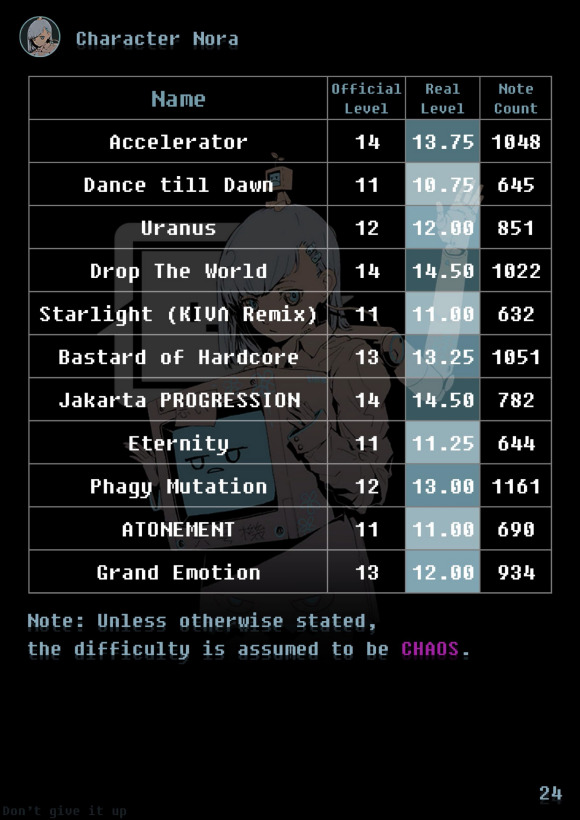 Character Nora
Name Official Level Real Level Note Count
Accelerator 14 13.75 1048
Dance till Dawn 11 10.75 645
Uranus 12 12.00 851
Drop The World 14 14.50 1022
Starlight (KIVΛ Remix) 11 11.00 632
Bastard of Hardcore 13 13.25 1051
Jakarta PROGRESSION 14 14.50 782
Eternity 11 11.25 644
Phagy Mutation 12 13.00 1161
ATONEMENT 11 11.00 690
Grand Emotion 13 12.00 934
Note: Unless otherwise stated,
the difficulty is assumed to be CHAOS.
24
Don't give it up